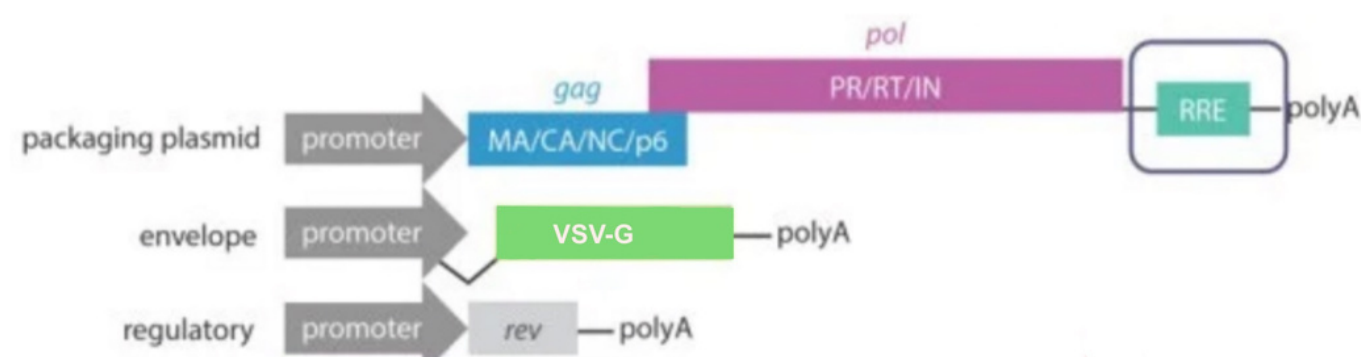 pol
gag
PR/RT/IN
RRE
polyA
packaging plasmid
promoter
MA/CA/NC/p6
envelope
promoter
VSV-G
polyA
regulatory
promoter
rev
polyA